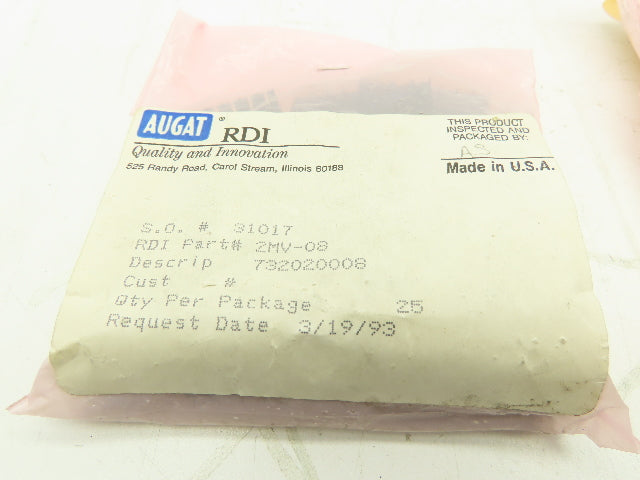 AUGAT® RDI
Quality and Innovation
525 Randy Road, Carol Stream, Illinois 60188
THIS PRODUCT
INSPECTED AND
PACKAGED BY:
AS
Made in U.S.A.
S.O. # 31017
RDI Part# 2MV-08
Descrip 732020008
Cust #
Qty Per Package 25
Request Date 3/19/93